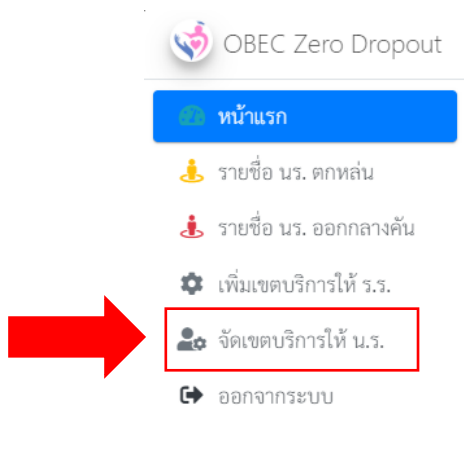 OBEC Zero Dropout
หน้าแรก
รายชื่อ นร. ตกหล่น
รายชื่อ นร. ออกกลางคัน
เพิ่มเขตบริการให้ ร.ร.
จัดเขตบริการให้ น.ร.
ออกจากระบบ